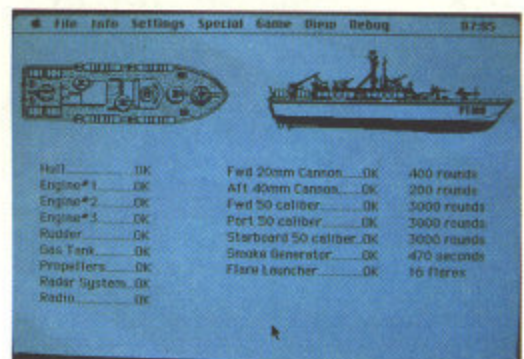 File Info Settings Special Game View Debug 07:05
Hull OK
Engine#1 OK
Engine#2 OK
Engine#3 OK
Rudder OK
Gas Tank OK
Propellers OK
Radar System OK
Radio OK
Fwd 20mm Cannon OK 400 rounds
Aft 40mm Cannon OK 200 rounds
Fwd 50 caliber OK 3000 rounds
Port 50 caliber OK 3000 rounds
Starboard 50 caliber OK 3000 rounds
Smoke Generator OK 470 seconds
Flare Launcher OK 16 flares